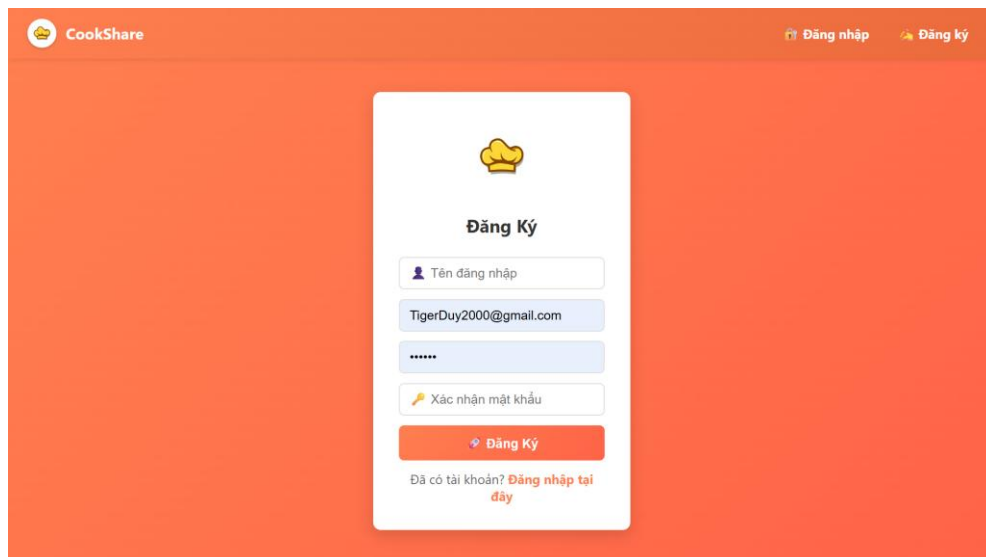 CookShare
Đăng nhập
Đăng ký
Đăng Ký
Tên đăng nhập
TigerDuy2000@gmail.com
••••••
Xác nhận mật khẩu
Đăng Ký
Đã có tài khoản? Đăng nhập tại
đây